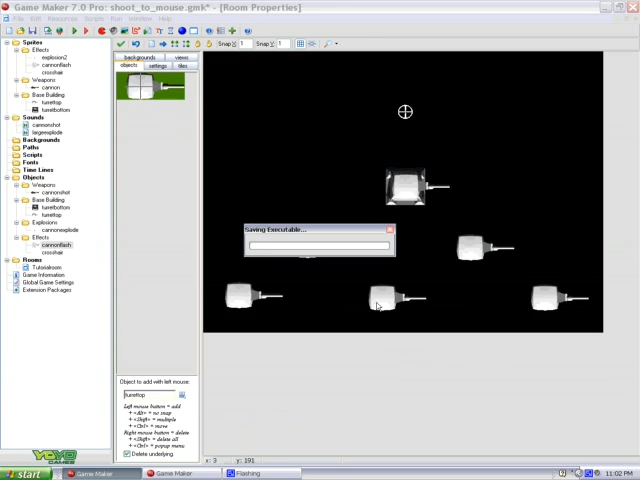 Game Maker 7.0 Pro: shoot_to_mouse.gmk* - [Room Properties]
File Edit Resources Scripts Run Window Help
Snap X: 1 Snap Y: 1
Sprites
Effects
explosion2
cannonflash
crosshair
Weapons
cannon
Base Building
turrettop
turretbottom
Sounds
cannonshot
largeexplode
Backgrounds
Paths
Scripts
Fonts
Time Lines
Objects
Weapons
cannonshot
Base Building
turretbottom
turrettop
Explosions
cannonexplode
Effects
cannonflash
crosshair
Rooms
Tutorialroom
Game Information
Global Game Settings
Extension Packages
YOYO
GAMES
backgrounds views
objects settings tiles
Saving Executable...
Object to add with left mouse:
turrettop
Left mouse button = add
+ <Alt> = no snap
+ <Shift> = multiple
+ <Ctrl> = move
Right mouse button = delete
+ <Shift> = delete all
+ <Ctrl> = popup menu
Delete underlying
x: 3 y: 191
start
Game Maker
Game Maker
Flashing
11:02 PM